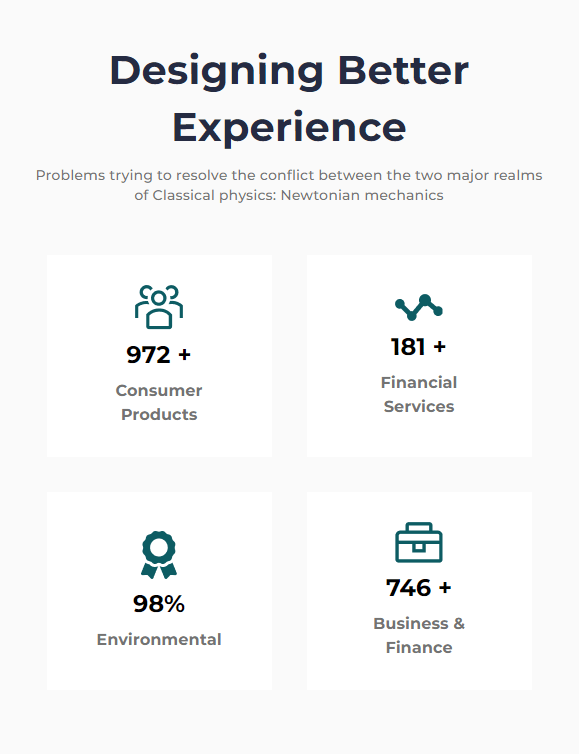 Designing Better
Experience
Problems trying to resolve the conflict between the two major realms
of Classical physics: Newtonian mechanics
972 +
Consumer
Products
181 +
Financial
Services
98%
Environmental
746 +
Business &
Finance